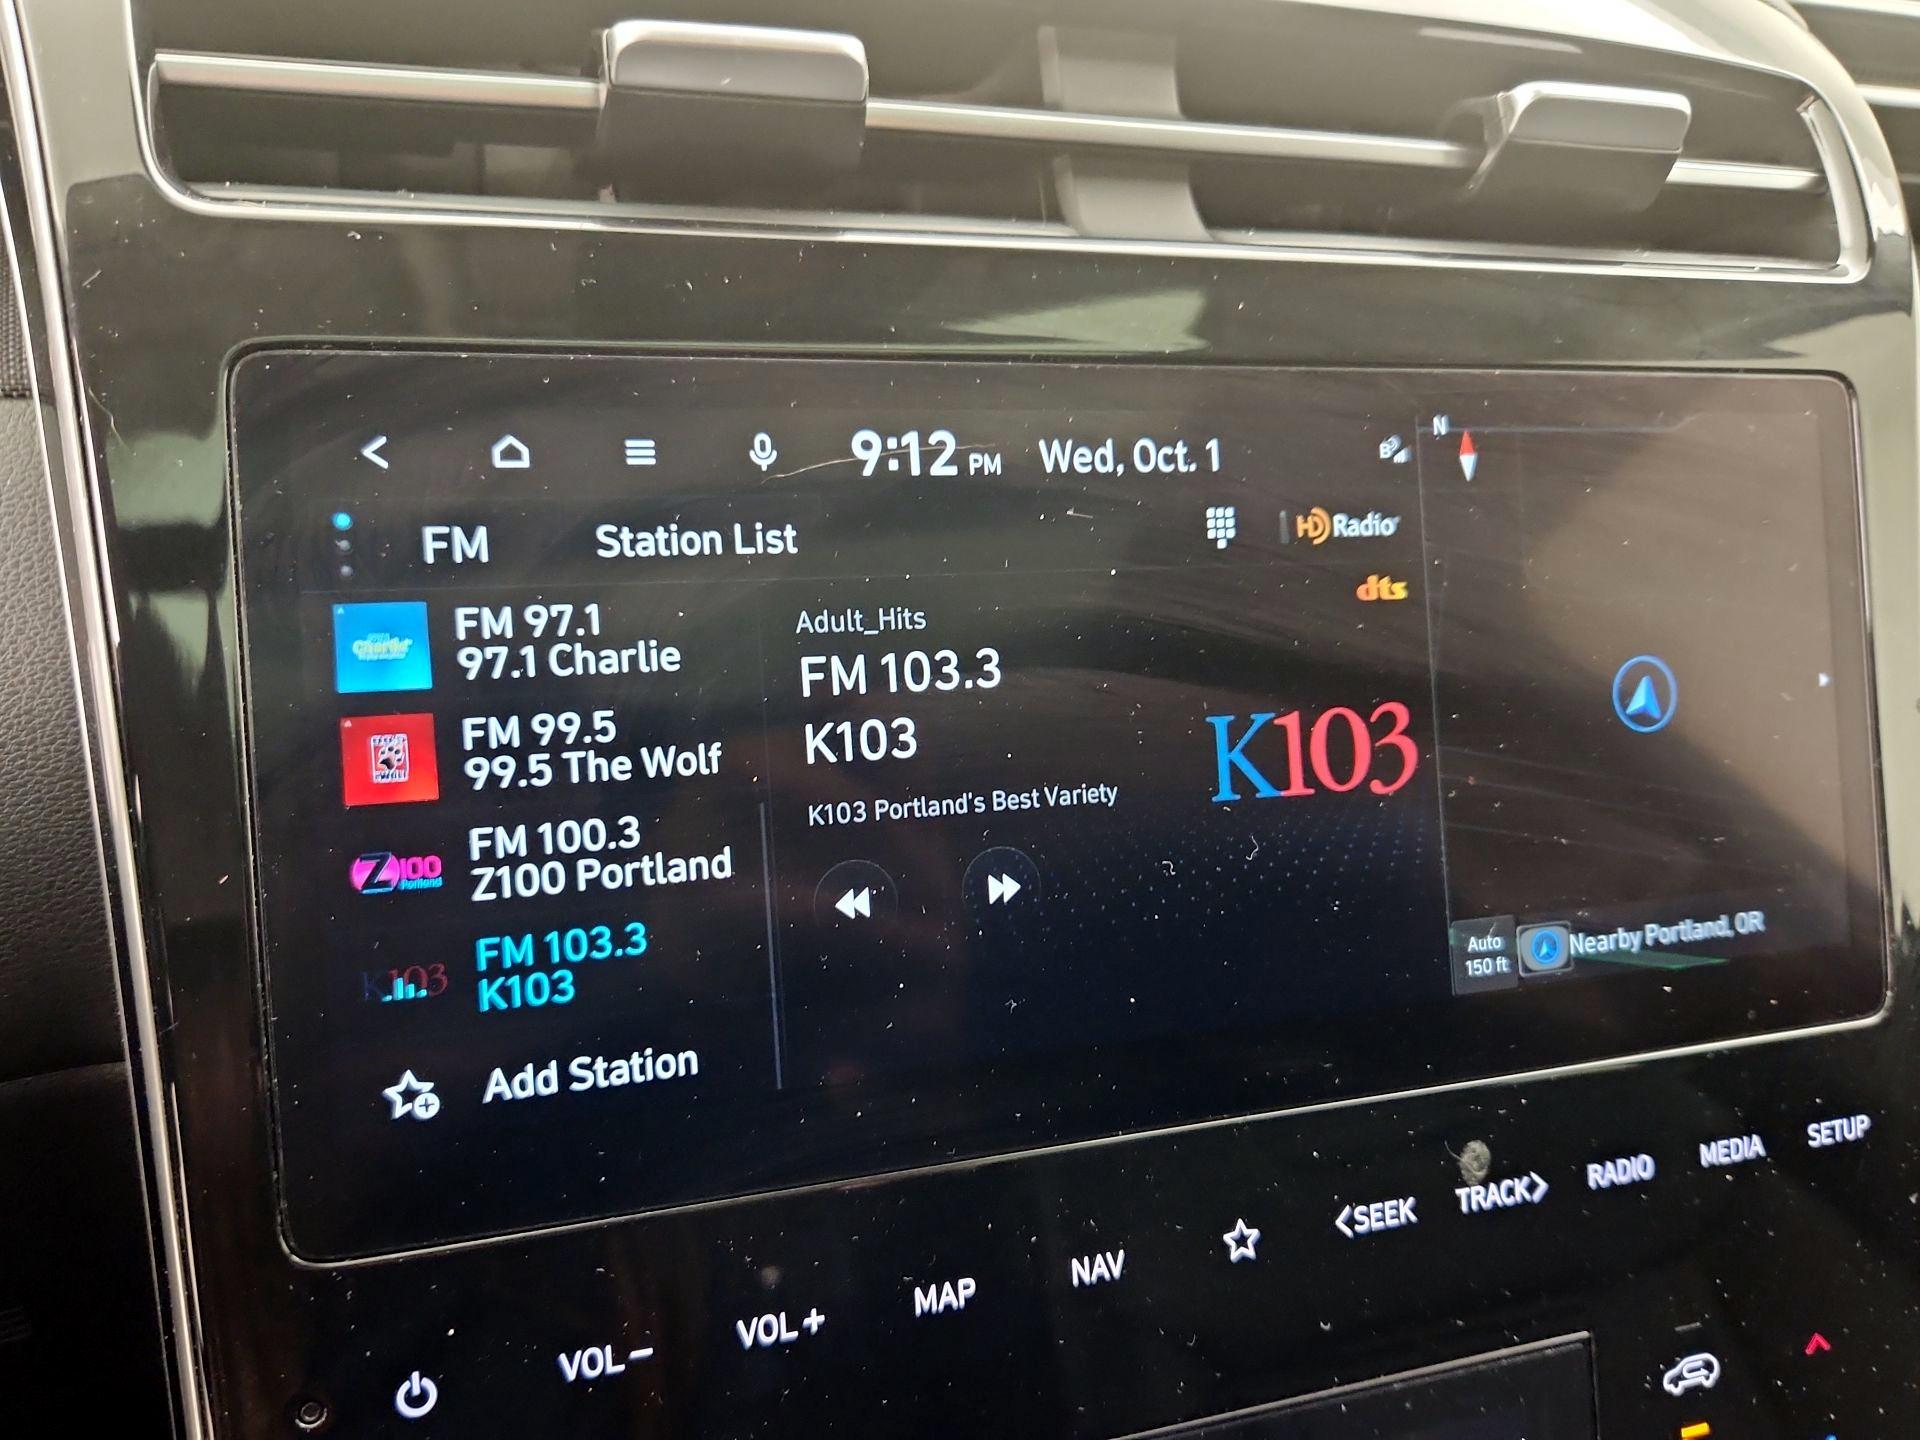 9:12 PM Wed, Oct. 1
N
FM Station List
HD Radio
dts
FM 97.1
97.1 Charlie
Charlie
FM 99.5
99.5 The Wolf
FM 100.3
Z100 Portland
Z100
Portland
FM 103.3
K103
K103
Add Station
Adult_Hits
FM 103.3
K103
K103 Portland's Best Variety
K103
Auto
150 ft
Nearby Portland, OR
VOL −
VOL +
MAP
NAV
<SEEK
TRACK>
RADIO
MEDIA
SETUP